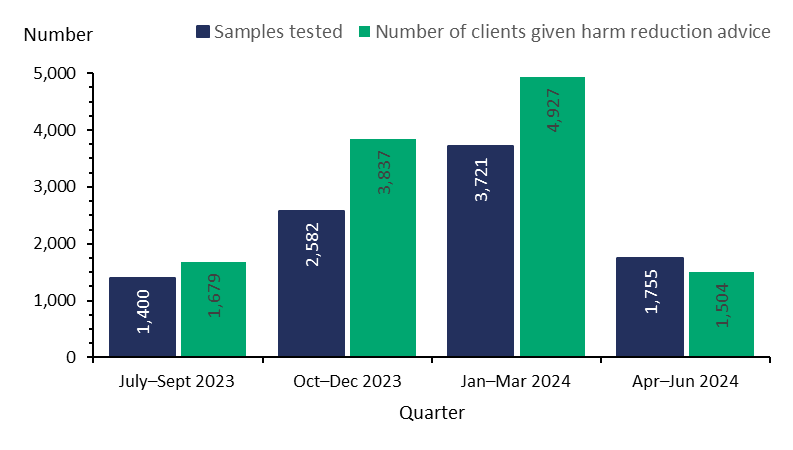 Number
Samples tested
Number of clients given harm reduction advice
5,000
4,000
3,000
2,000
1,000
0
1,400
1,679
2,582
3,837
3,721
4,927
1,755
1,504
July–Sept 2023
Oct–Dec 2023
Jan–Mar 2024
Apr–Jun 2024
Quarter